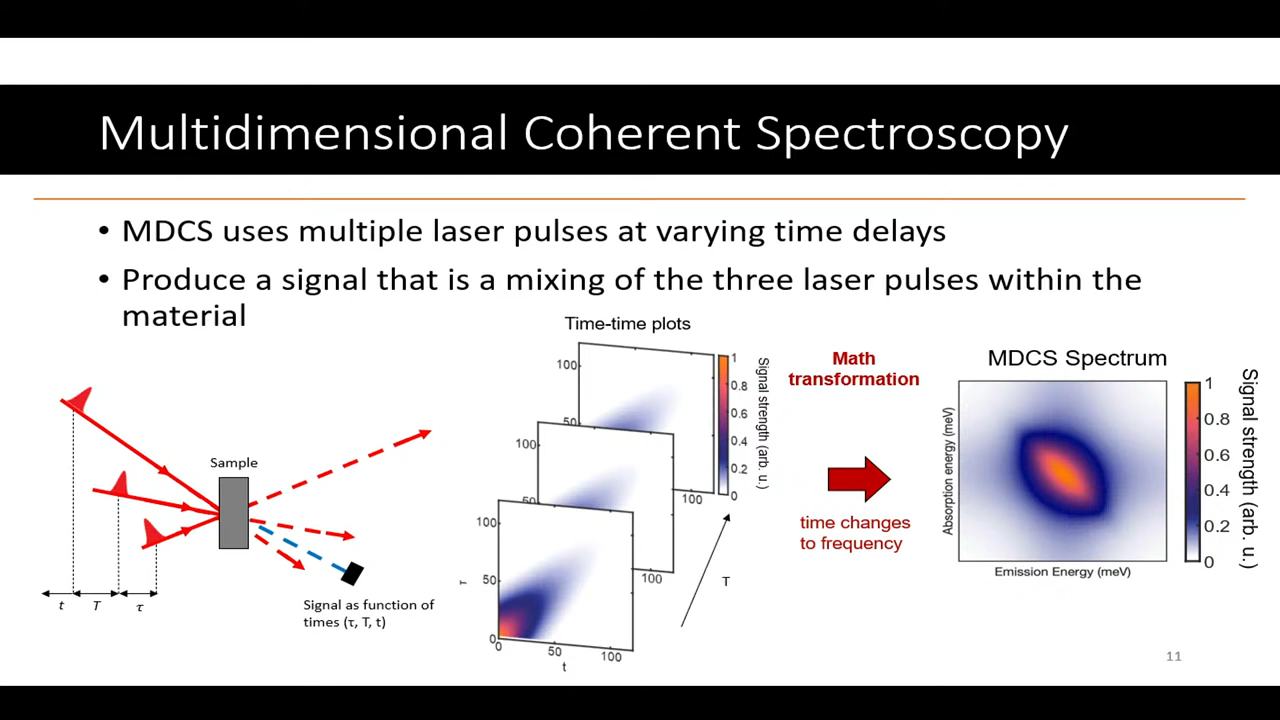 Multidimensional Coherent Spectroscopy
• MDCS uses multiple laser pulses at varying time delays
• Produce a signal that is a mixing of the three laser pulses within the
material
Sample
t
T
τ
Signal as function of
times (τ, T, t)
Time-time plots
100
50
100
1
0.8
0.6
0.4
0.2
0
Signal strength (arb. u.)
100
50
100
100
50
0
τ
0
50
100
t
T
Math
transformation
time changes
to frequency
MDCS Spectrum
Absorption energy (meV)
Emission Energy (meV)
1
0.8
0.6
0.4
0.2
0
Signal strength (arb. u.)
11